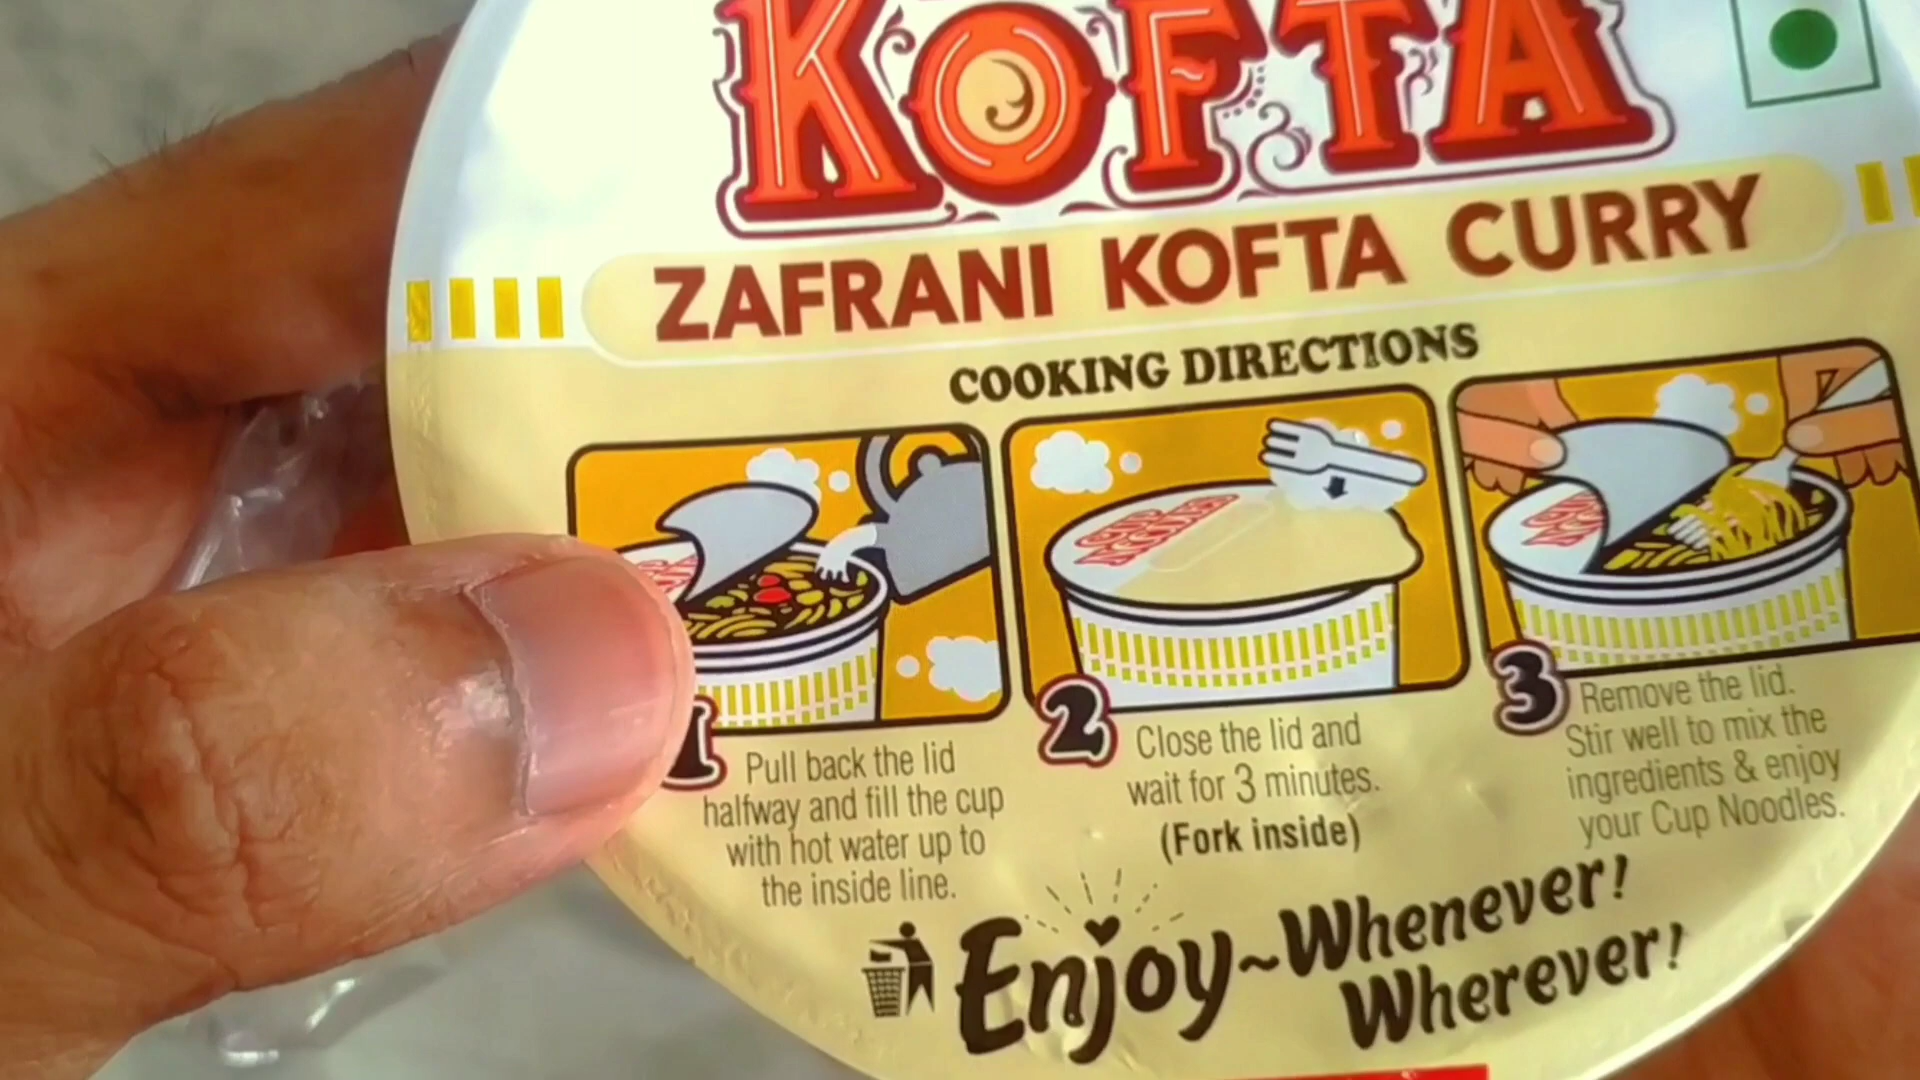 KOFTA
ZAFRANI KOFTA CURRY
COOKING DIRECTIONS
1
Pull back the lid
halfway and fill the cup
with hot water up to
the inside line.
2
Close the lid and
wait for 3 minutes.
(Fork inside)
3
Remove the lid.
Stir well to mix the
ingredients & enjoy
your Cup Noodles.
Enjoy~Whenever!
Wherever!